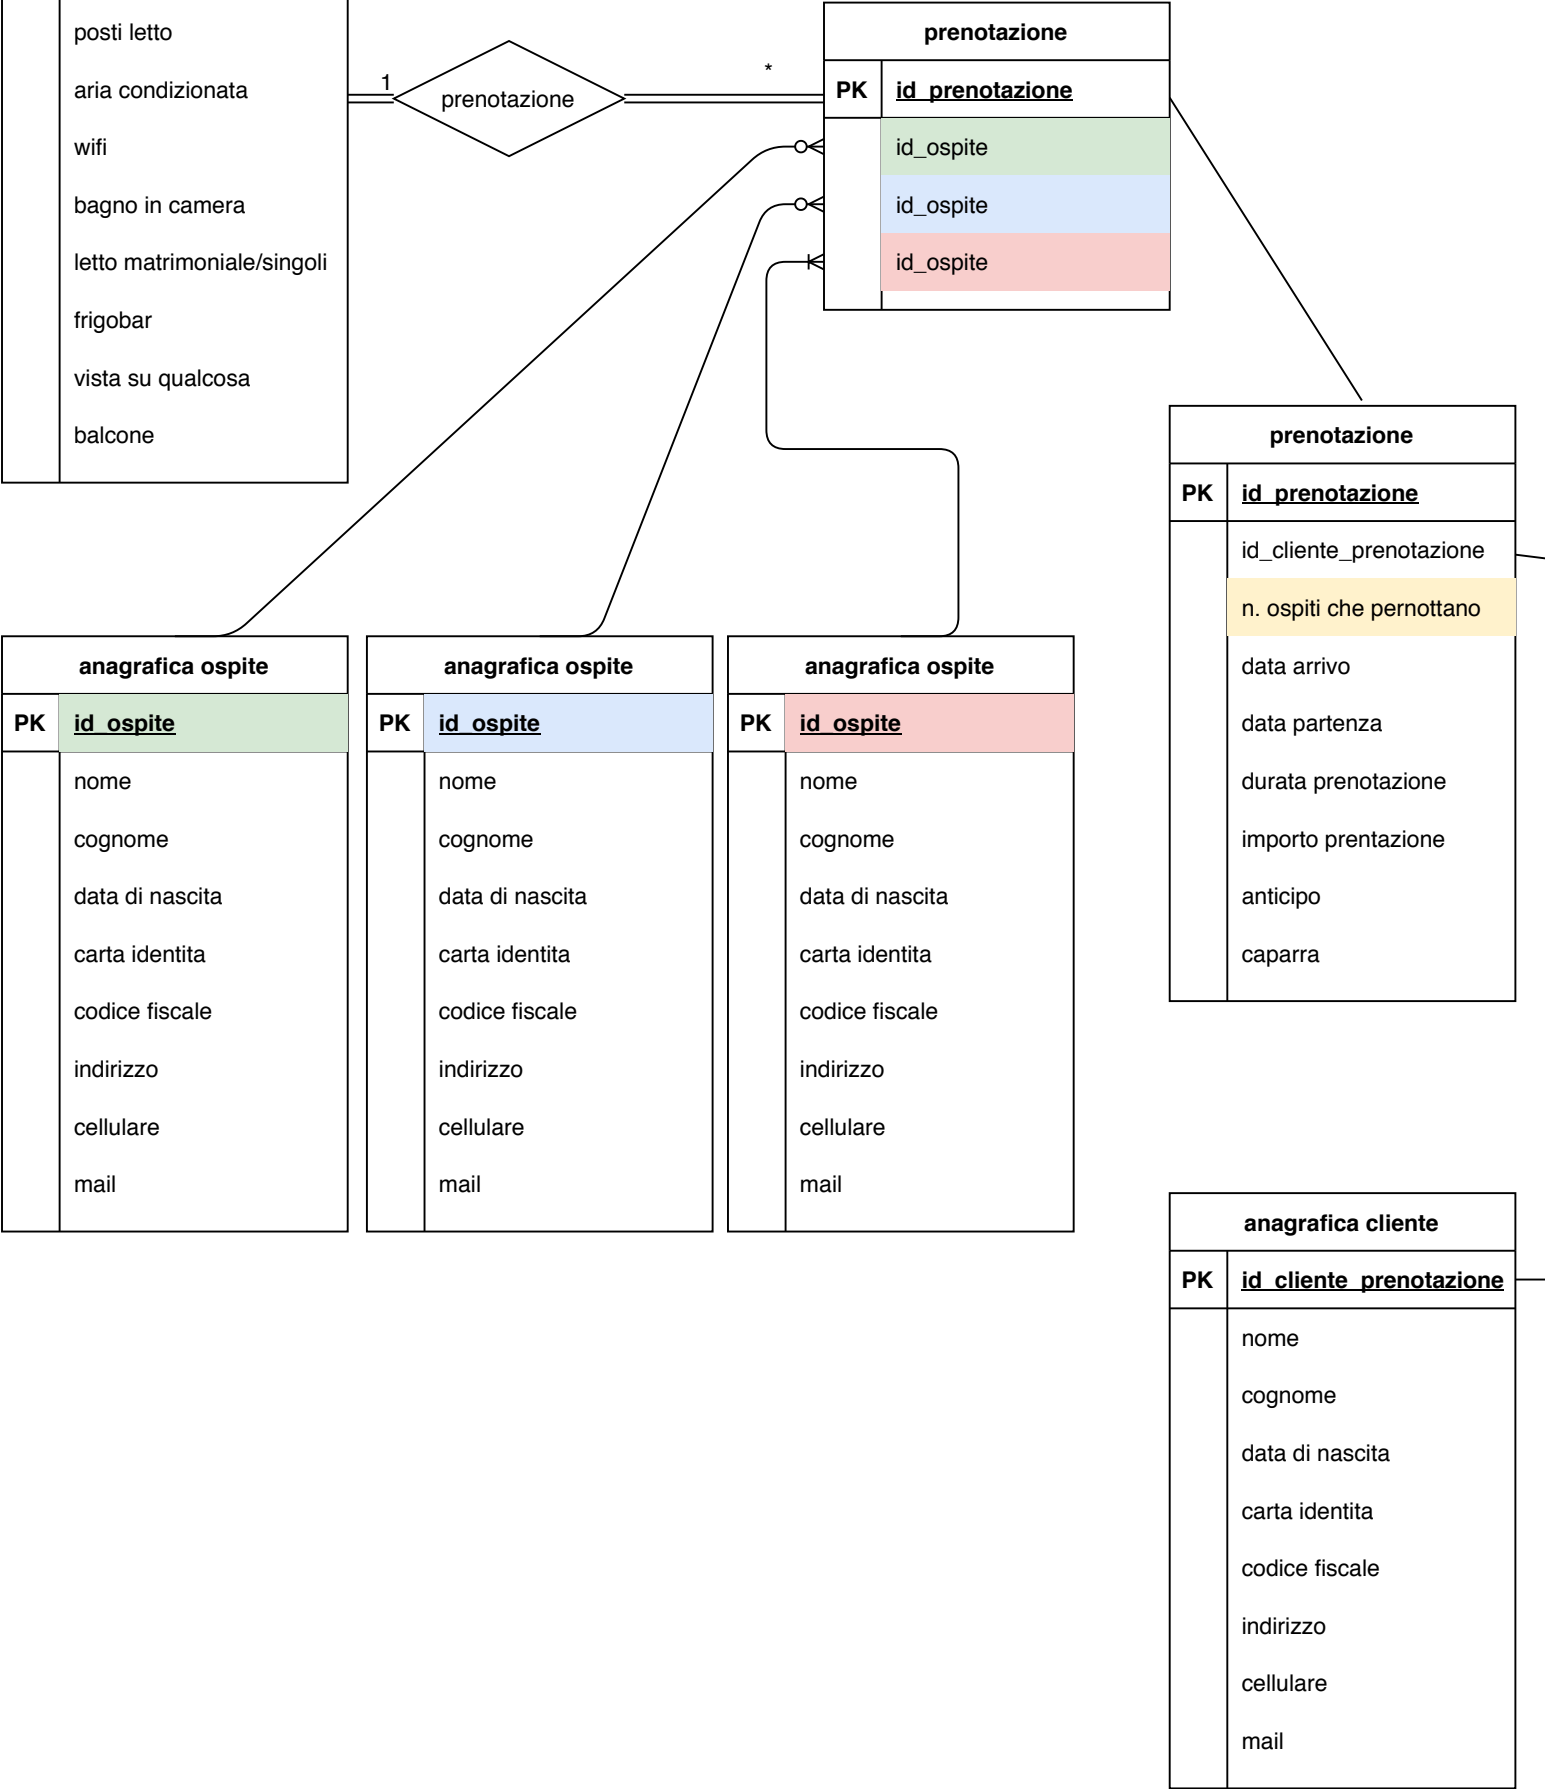 posti letto
aria condizionata
wifi
bagno in camera
letto matrimoniale/singoli
frigobar
vista su qualcosa
balcone
1
prenotazione
*
prenotazione
PK id_prenotazione
id_ospite
id_ospite
id_ospite
prenotazione
PK id_prenotazione
id_cliente_prenotazione
n. ospiti che pernottano
data arrivo
data partenza
durata prenotazione
importo prentazione
anticipo
caparra
anagrafica ospite
PK id_ospite
nome
cognome
data di nascita
carta identita
codice fiscale
indirizzo
cellulare
mail
anagrafica ospite
PK id_ospite
nome
cognome
data di nascita
carta identita
codice fiscale
indirizzo
cellulare
mail
anagrafica ospite
PK id_ospite
nome
cognome
data di nascita
carta identita
codice fiscale
indirizzo
cellulare
mail
anagrafica cliente
PK id_cliente_prenotazione
nome
cognome
data di nascita
carta identita
codice fiscale
indirizzo
cellulare
mail